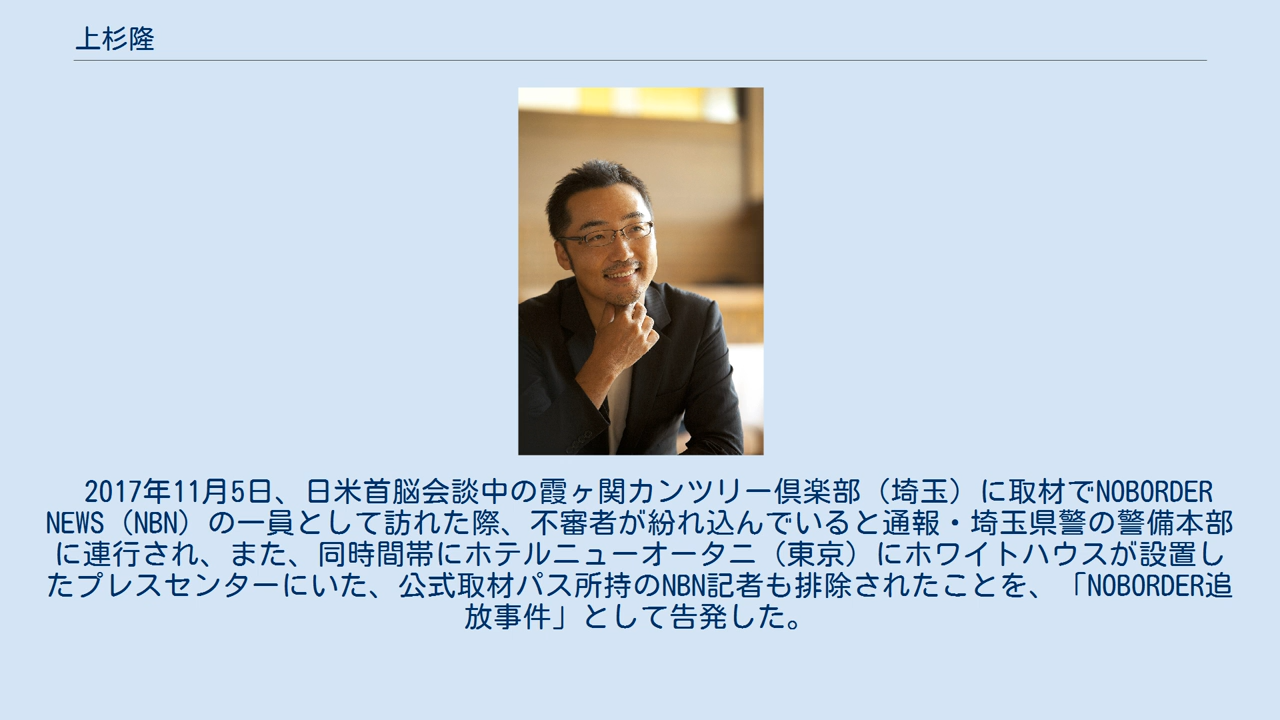 上杉隆
2017年11月5日、日米首脳会談中の霞ヶ関カンツリー倶楽部（埼玉）に取材でNOBORDER
NEWS（NBN）の一員として訪れた際、不審者が紛れ込んでいると通報・埼玉県警の警備本部
に連行され、また、同時間帯にホテルニューオータニ（東京）にホワイトハウスが設置し
たプレスセンターにいた、公式取材パス所持のNBN記者も排除されたことを、「NOBORDER追
放事件」として告発した。